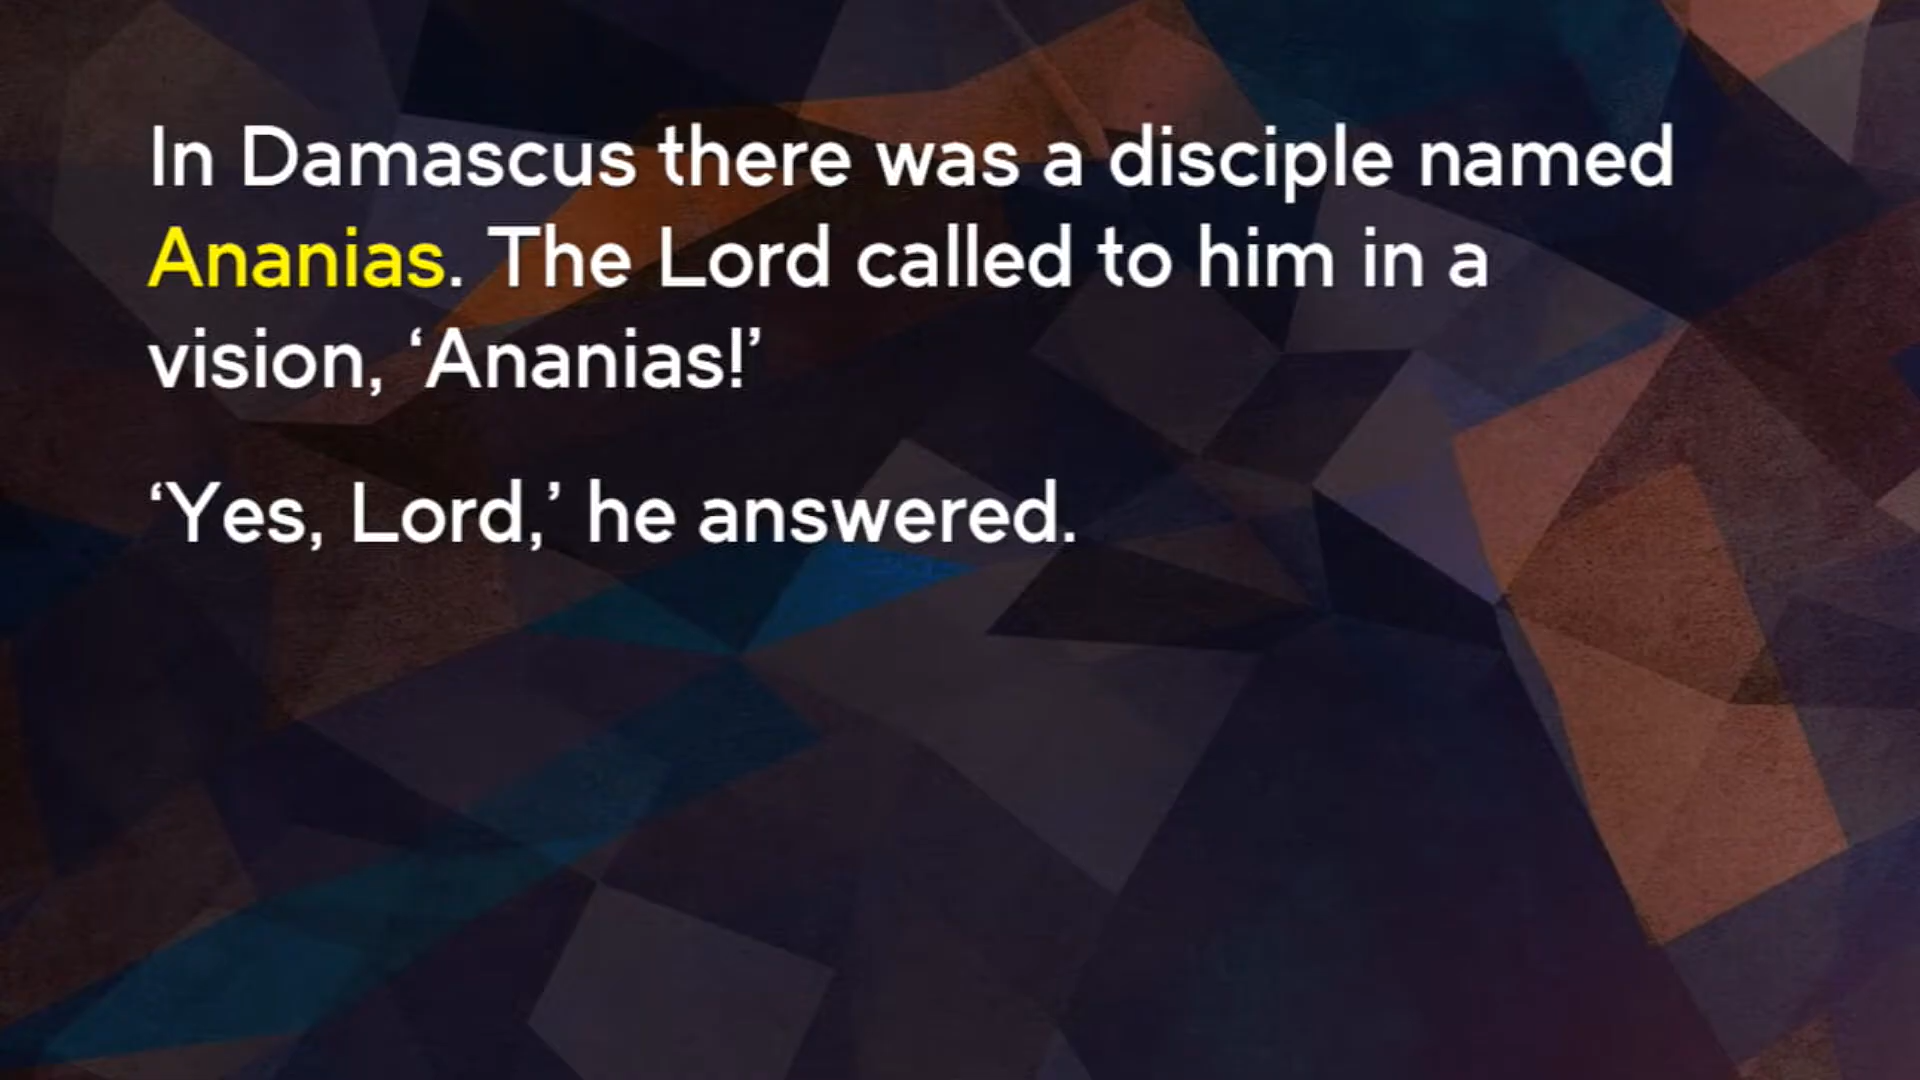 In Damascus there was a disciple named
Ananias. The Lord called to him in a
vision, ‘Ananias!’
‘Yes, Lord,’ he answered.